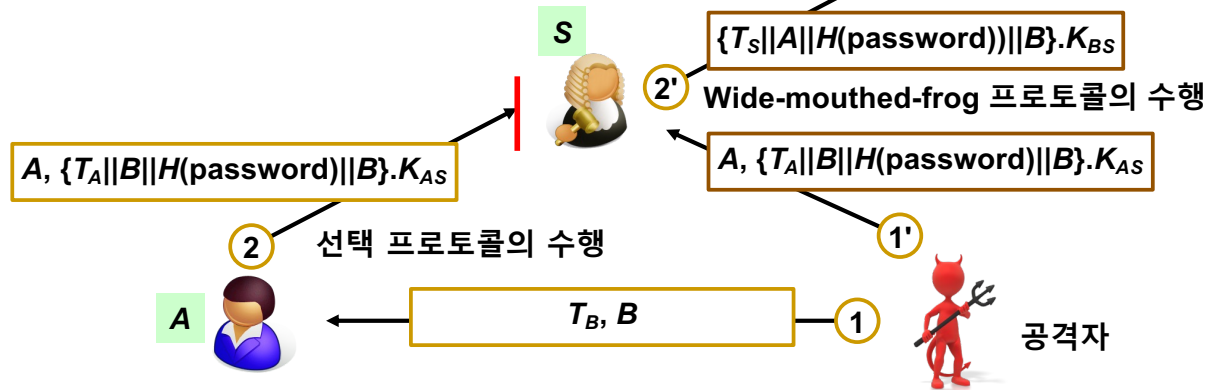 S
{T_S||A||H(password))||B}.K_BS
2'
Wide-mouthed-frog 프로토콜의 수행
A, {T_A||B||H(password)||B}.K_AS
A, {T_A||B||H(password)||B}.K_AS
2
선택 프로토콜의 수행
1'
A
T_B, B
1
공격자